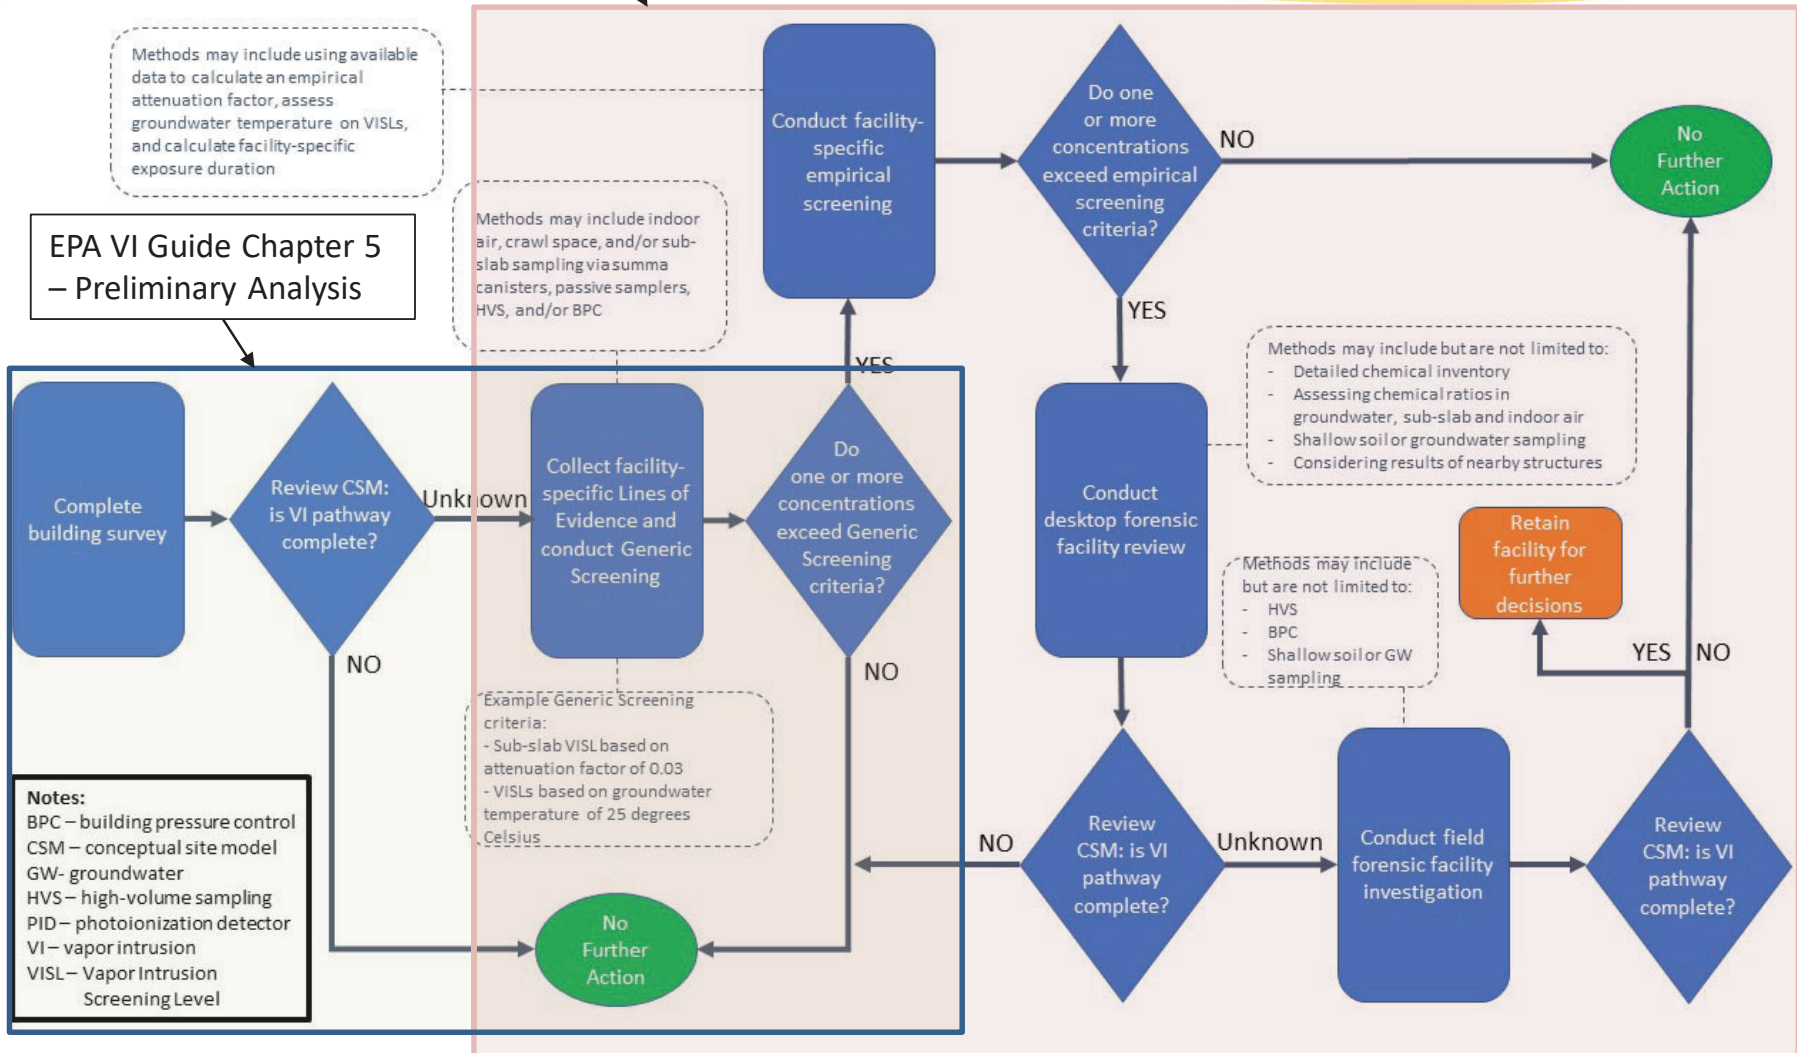 Methods may include using available
data to calculate an empirical
attenuation factor, assess
groundwater temperature on VISLs,
and calculate facility-specific
exposure duration
Conduct facility-
specific
empirical
screening
Do one
or more
concentrations
exceed empirical
screening
criteria?
NO
No
Further
Action
Methods may include indoor
air, crawl space, and/or sub-
slab sampling via summa
canisters, passive samplers,
HVS, and/or BPC
EPA VI Guide Chapter 5
– Preliminary Analysis
YES
YES
Methods may include but are not limited to:
- Detailed chemical inventory
- Assessing chemical ratios in
groundwater, sub-slab and indoor air
- Shallow soil or groundwater sampling
- Considering results of nearby structures
Complete
building survey
Review CSM:
is VI pathway
complete?
Unknown
Collect facility-
specific Lines of
Evidence and
conduct Generic
Screening
Do
one or more
concentrations
exceed Generic
Screening
criteria?
Conduct
desktop forensic
facility review
Retain
facility for
further
decisions
Methods may include
but are not limited to:
- HVS
- BPC
- Shallow soil or GW
sampling
YES
NO
NO
NO
Example Generic Screening
criteria:
- Sub-slab VISL based on
attenuation factor of 0.03
- VISLs based on groundwater
temperature of 25 degrees
Celsius
Notes:
BPC – building pressure control
CSM – conceptual site model
GW- groundwater
HVS – high-volume sampling
PID – photoionization detector
VI – vapor intrusion
VISL – Vapor Intrusion
Screening Level
No
Further
Action
NO
Review
CSM: is VI
pathway
complete?
Unknown
Conduct field
forensic facility
investigation
Review
CSM: is VI
pathway
complete?